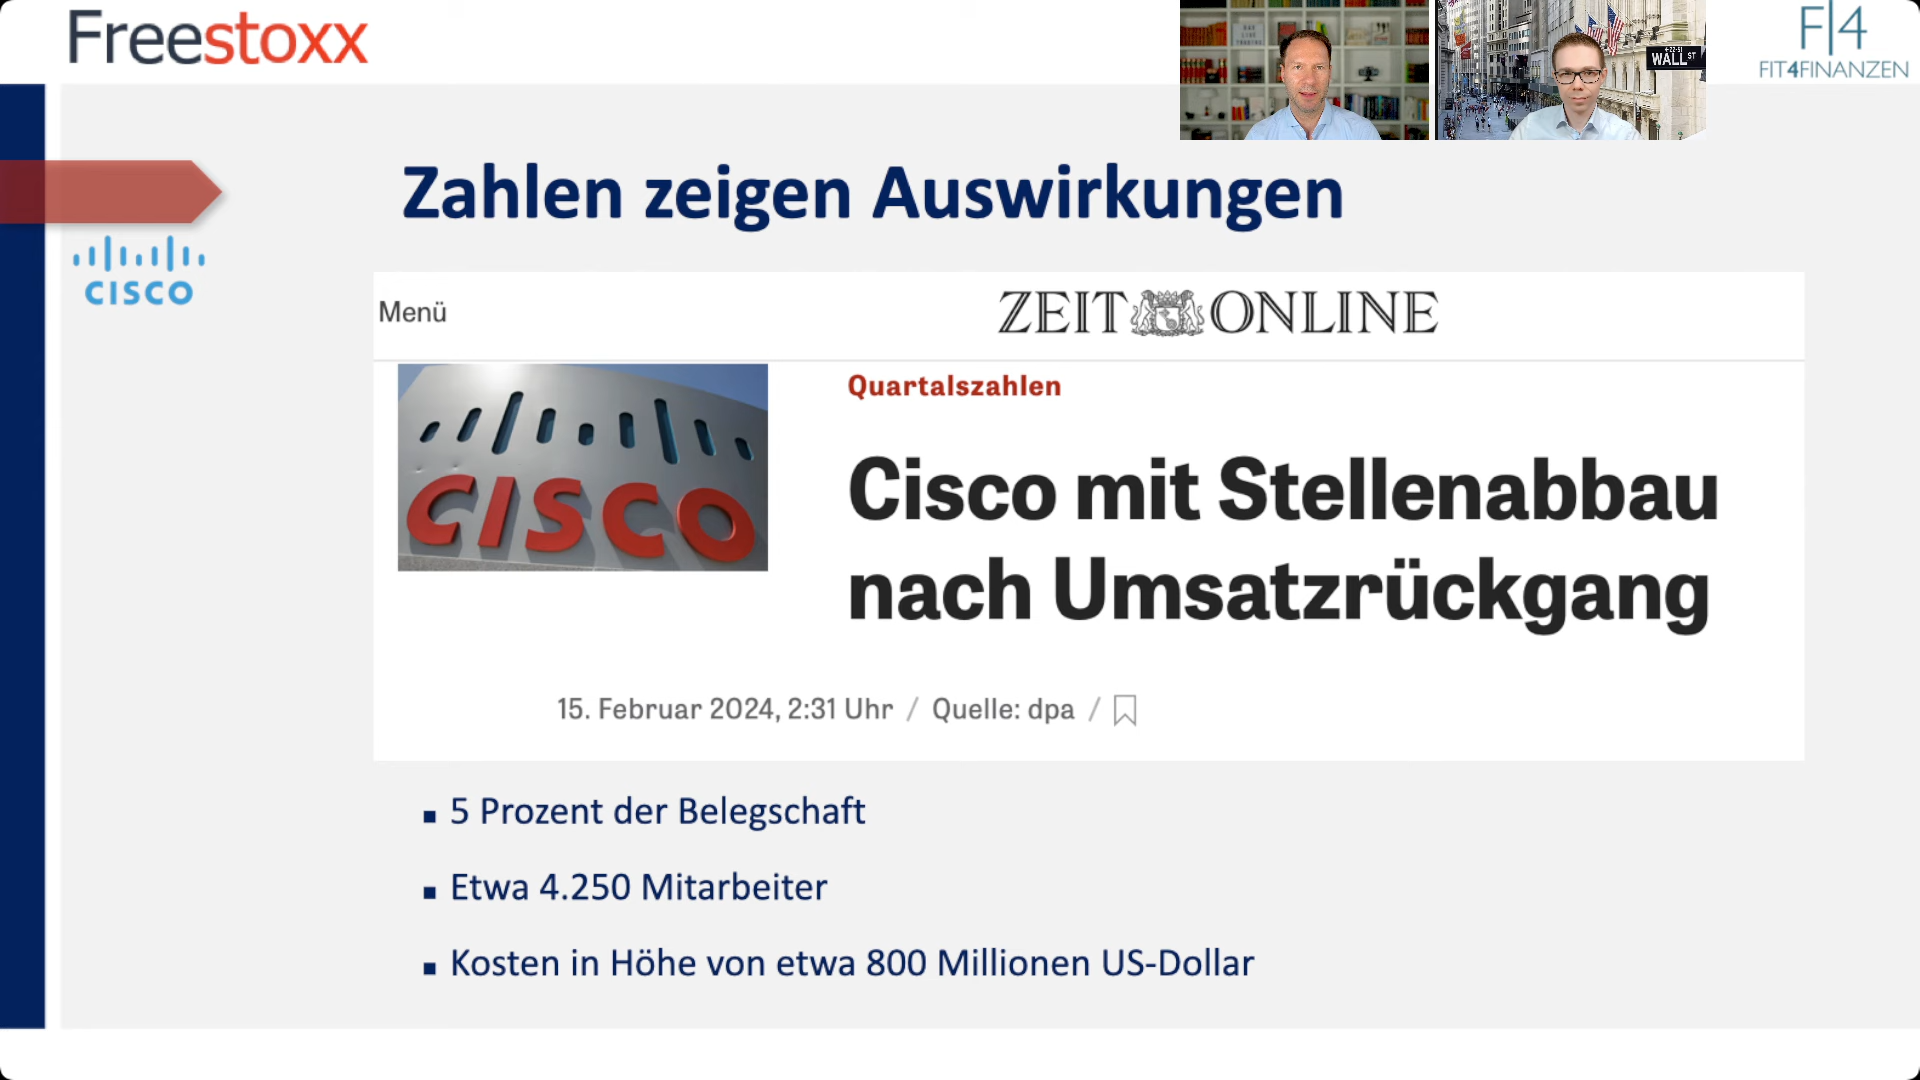 Freestoxx
WALL ST
F|4
FIT4FINANZEN
Zahlen zeigen Auswirkungen
CISCO
Menü
ZEIT ONLINE
CISCO
Quartalszahlen
Cisco mit Stellenabbau
nach Umsatzrückgang
15. Februar 2024, 2:31 Uhr / Quelle: dpa /
5 Prozent der Belegschaft
Etwa 4.250 Mitarbeiter
Kosten in Höhe von etwa 800 Millionen US-Dollar